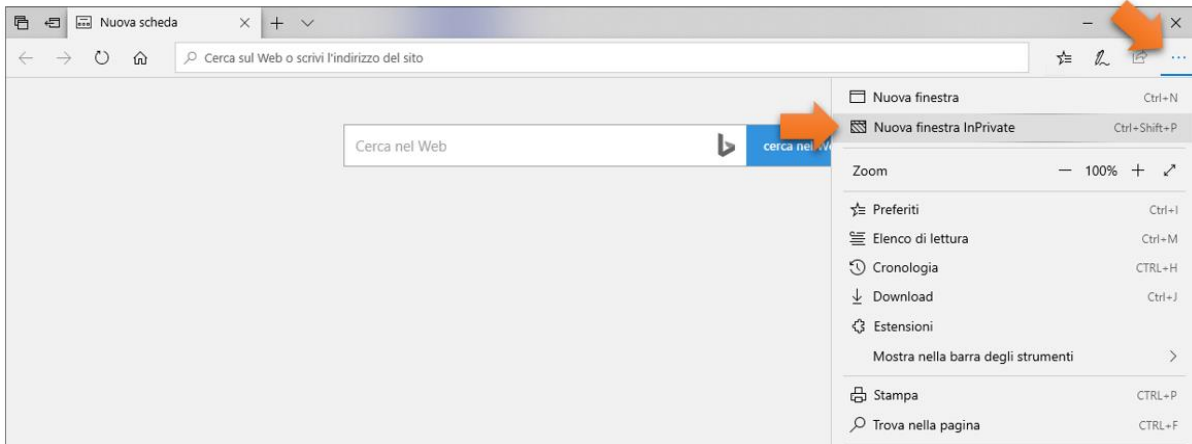 Nuova scheda
Cerca sul Web o scrivi l'indirizzo del sito
Nuova finestra Ctrl+N
Nuova finestra InPrivate Ctrl+Shift+P
Cerca nel Web cerca nel
Zoom 100%
Preferiti Ctrl+I
Elenco di lettura Ctrl+M
Cronologia CTRL+H
Download Ctrl+J
Estensioni
Mostra nella barra degli strumenti
Stampa CTRL+P
Trova nella pagina CTRL+F